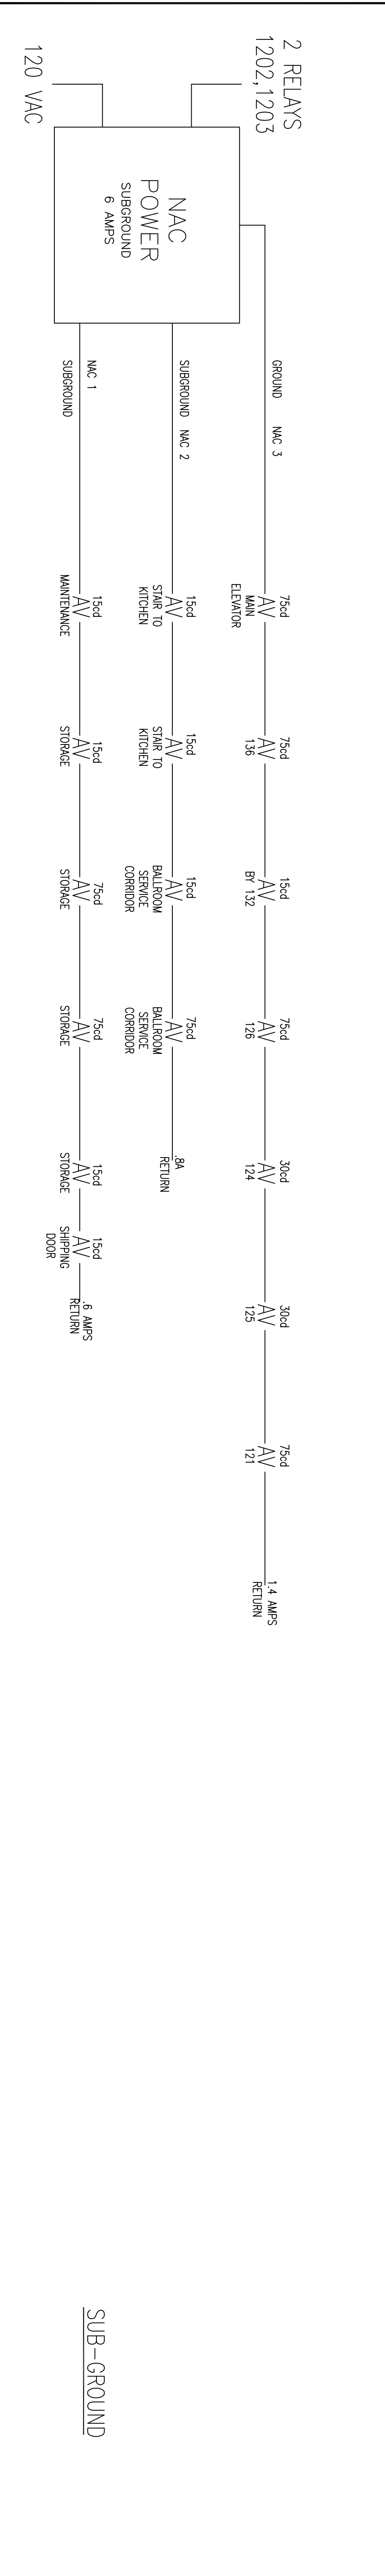 2 RELAYS
1202,1203
120 VAC
NAC
POWER
SUBGROUND
6 AMPS
GROUND NAC 3
75cd
AV
MAIN
ELEVATOR
75cd
AV
136
15cd
AV
BY 132
75cd
AV
126
30cd
AV
124
30cd
AV
125
75cd
AV
121
1.4 AMPS
RETURN
SUBGROUND NAC 2
15cd
AV
STAIR TO
KITCHEN
15cd
AV
STAIR TO
KITCHEN
15cd
AV
BALLROOM
SERVICE
CORRIDOR
75cd
AV
BALLROOM
SERVICE
CORRIDOR
.8A
RETURN
NAC 1
SUBGROUND
15cd
AV
MAINTENANCE
15cd
AV
STORAGE
75cd
AV
STORAGE
75cd
AV
STORAGE
15cd
AV
STORAGE
15cd
AV
SHIPPING
DOOR
.6 AMPS
RETURN
SUB-GROUND